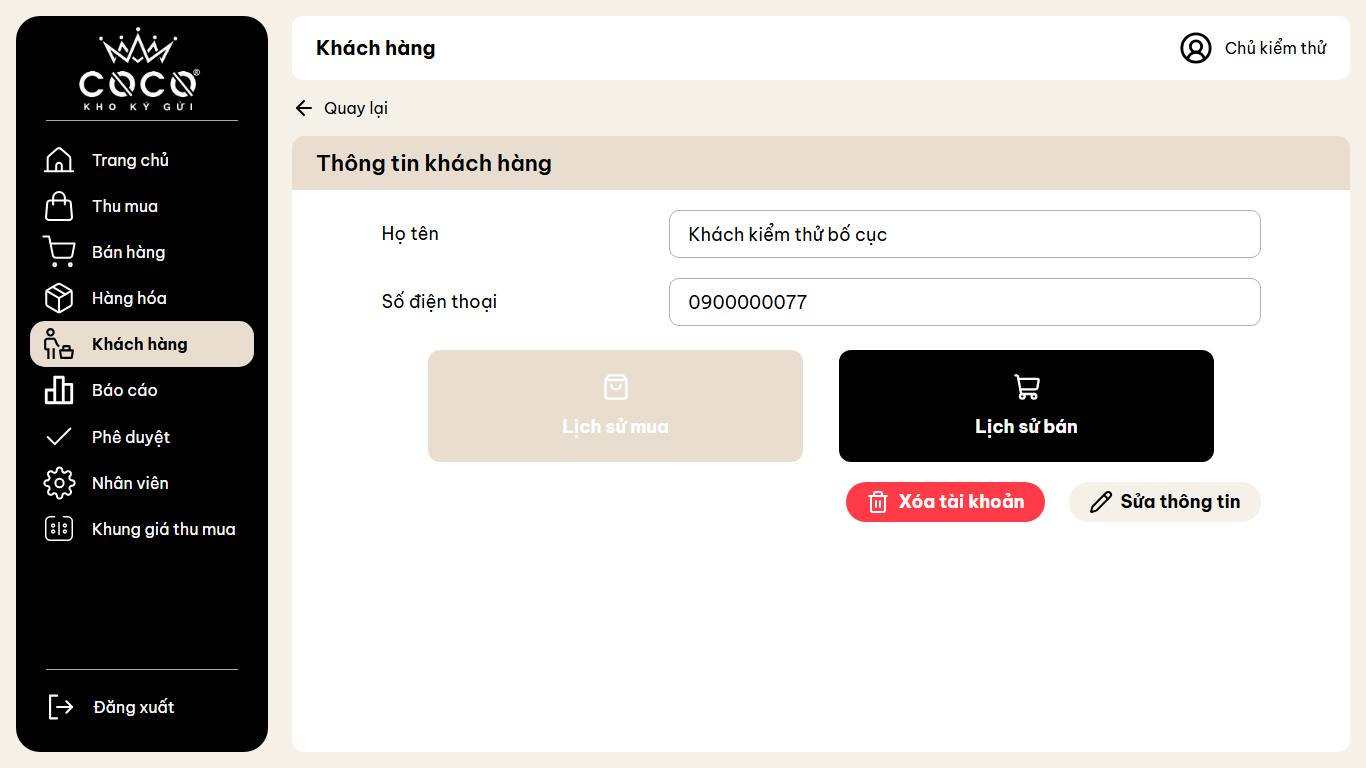 COCO®
KHO KÝ GỬI
Trang chủ
Thu mua
Bán hàng
Hàng hóa
Khách hàng
Báo cáo
Phê duyệt
Nhân viên
Khung giá thu mua
Đăng xuất
Khách hàng
Chủ kiểm thử
Quay lại
Thông tin khách hàng
Họ tên
Khách kiểm thử bố cục
Số điện thoại
0900000077
Lịch sử mua
Lịch sử bán
Xóa tài khoản
Sửa thông tin